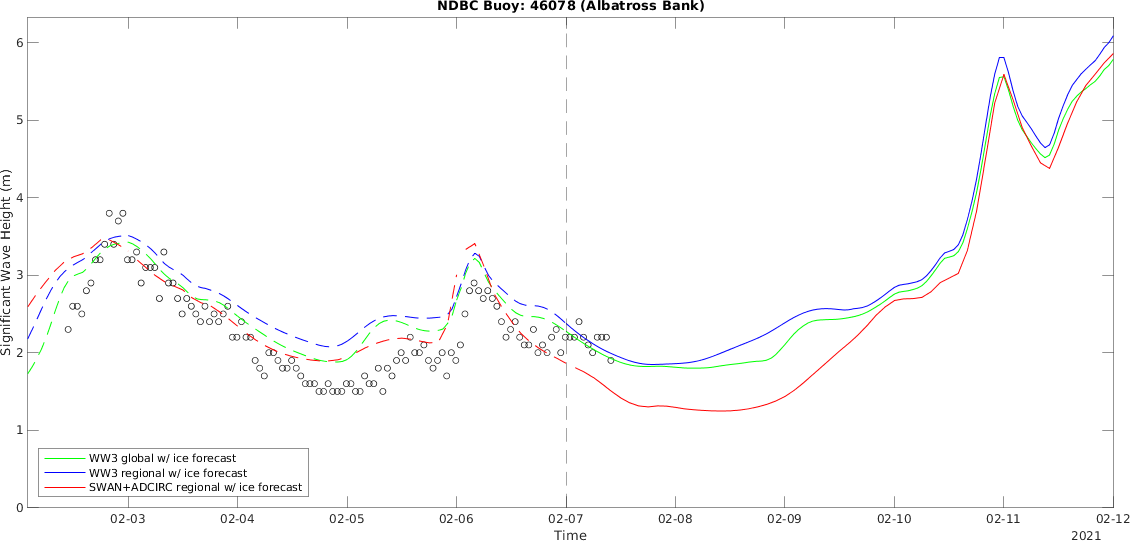 NDBC Buoy: 46078 (Albatross Bank)
Significant Wave Height (m)
6
5
4
3
2
1
0
WW3 global w/ ice forecast
WW3 regional w/ ice forecast
SWAN+ADCIRC regional w/ ice forecast
02-03 02-04 02-05 02-06 02-07 02-08 02-09 02-10 02-11 02-12
Time
2021